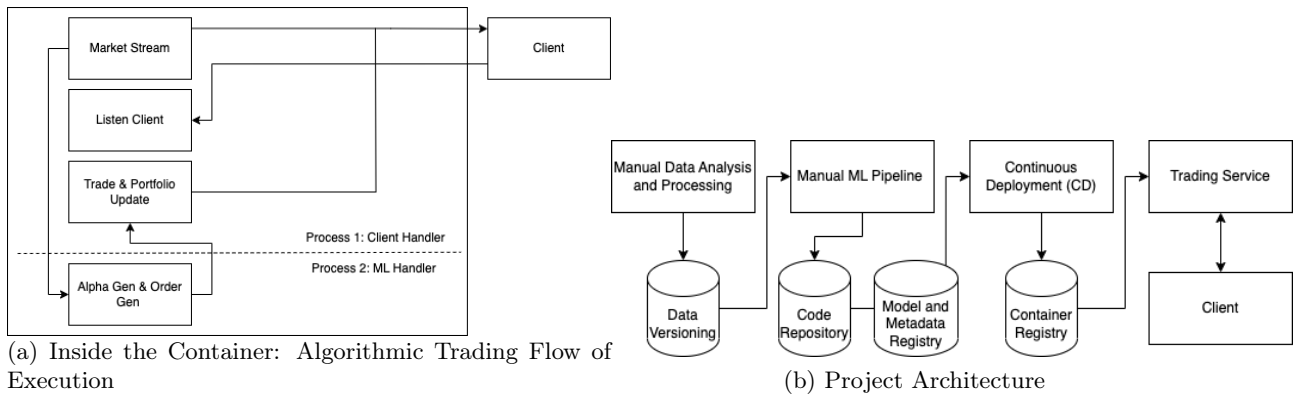 Market Stream
Client
Listen Client
Trade & Portfolio
Update
Process 1: Client Handler
Process 2: ML Handler
Alpha Gen & Order
Gen
(a) Inside the Container: Algorithmic Trading Flow of
Execution
Manual Data Analysis
and Processing
Manual ML Pipeline
Continuous
Deployment (CD)
Trading Service
Data
Versioning
Code
Repository
Model and
Metadata
Registry
Container
Registry
Client
(b) Project Architecture